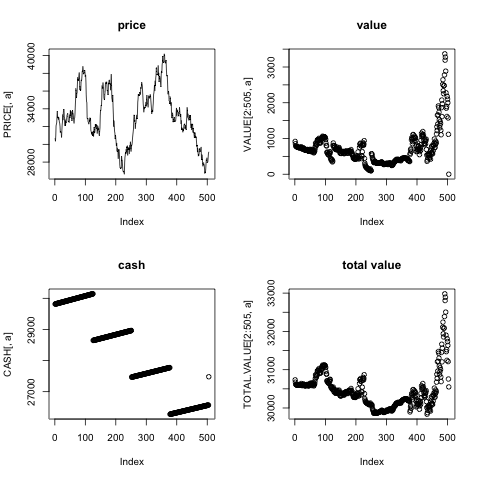 price
PRICE[, a]
28000 34000 40000
0 100 200 300 400 500
Index
value
VALUE[2:505, a]
0 1000 2000 3000
0 100 200 300 400 500
Index
cash
CASH[, a]
27000 29000
0 100 200 300 400 500
Index
total value
TOTAL.VALUE[2:505, a]
30000 31000 32000 33000
0 100 200 300 400 500
Index